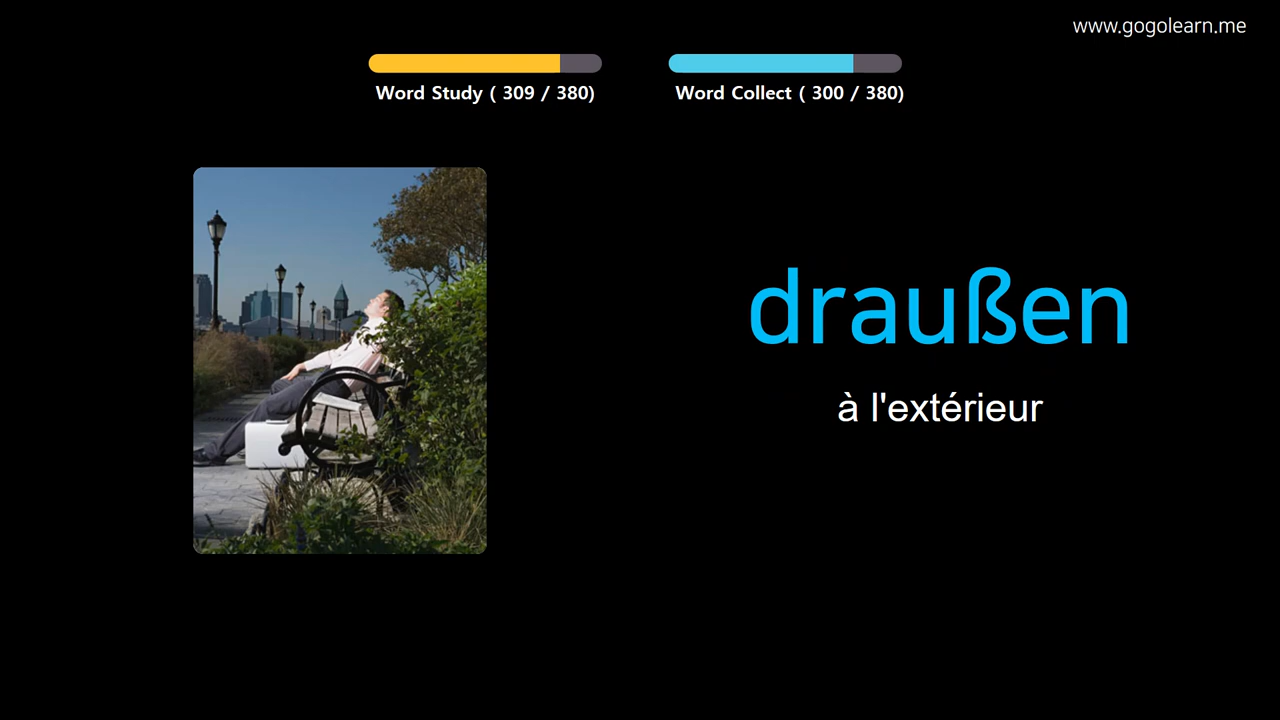 www.gogolearn.me
Word Study ( 309 / 380)
Word Collect ( 300 / 380)
draußen
à l'extérieur